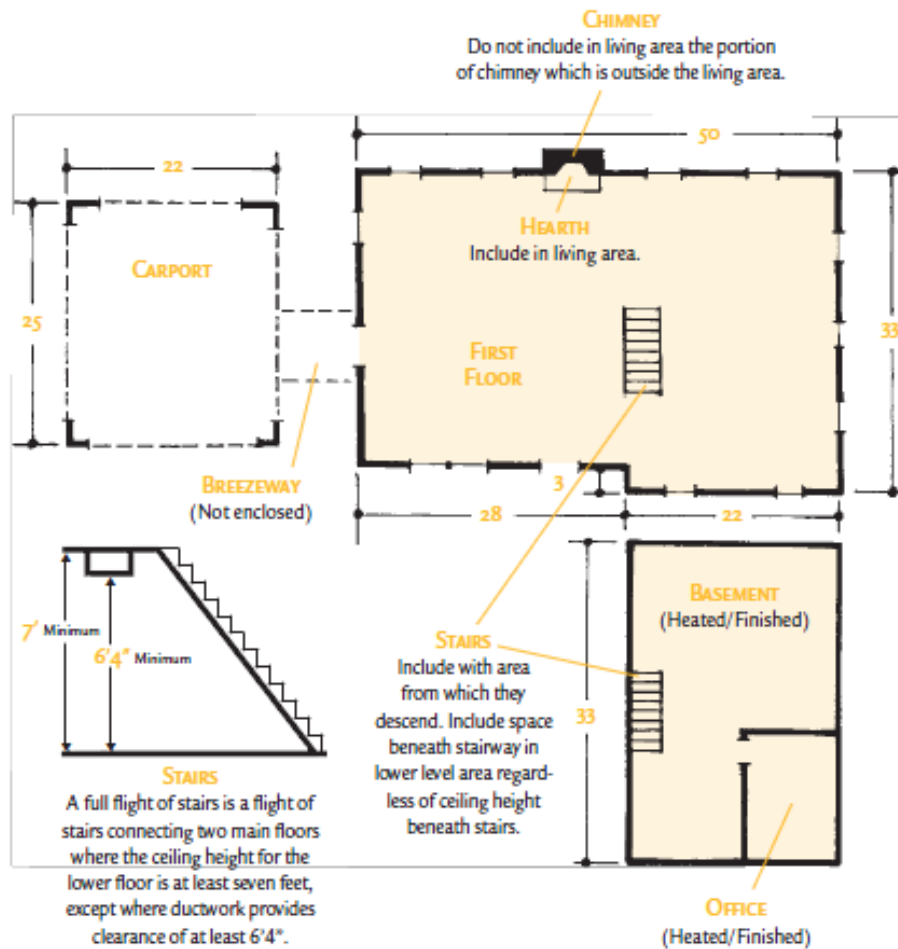 CHIMNEY
Do not include in living area the portion
of chimney which is outside the living area.
50
22
HEARTH
Include in living area.
CARPORT
25
33
FIRST
FLOOR
BREEZEWAY
(Not enclosed)
3
28
22
7' Minimum
6'4" Minimum
STAIRS
A full flight of stairs is a flight of
stairs connecting two main floors
where the ceiling height for the
lower floor is at least seven feet,
except where ductwork provides
clearance of at least 6'4".
STAIRS
Include with area
from which they
descend. Include space
beneath stairway in
lower level area regard-
less of ceiling height
beneath stairs.
33
BASEMENT
(Heated/Finished)
OFFICE
(Heated/Finished)